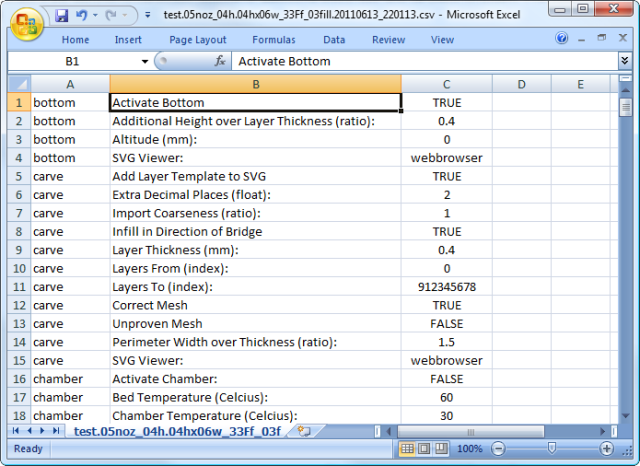 test.05noz_04h.04hx06w_33Ff_03fill.20110613_220113.csv - Microsoft Excel
Home Insert Page Layout Formulas Data Review View
B1 fx Activate Bottom
A B C D E
1 bottom Activate Bottom TRUE
2 bottom Additional Height over Layer Thickness (ratio): 0.4
3 bottom Altitude (mm): 0
4 bottom SVG Viewer: webbrowser
5 carve Add Layer Template to SVG TRUE
6 carve Extra Decimal Places (float): 2
7 carve Import Coarseness (ratio): 1
8 carve Infill in Direction of Bridge TRUE
9 carve Layer Thickness (mm): 0.4
10 carve Layers From (index): 0
11 carve Layers To (index): 912345678
12 carve Correct Mesh TRUE
13 carve Unproven Mesh FALSE
14 carve Perimeter Width over Thickness (ratio): 1.5
15 carve SVG Viewer: webbrowser
16 chamber Activate Chamber: FALSE
17 chamber Bed Temperature (Celcius): 60
18 chamber Chamber Temperature (Celcius): 30
test.05noz_04h.04hx06w_33Ff_03f
Ready 100%